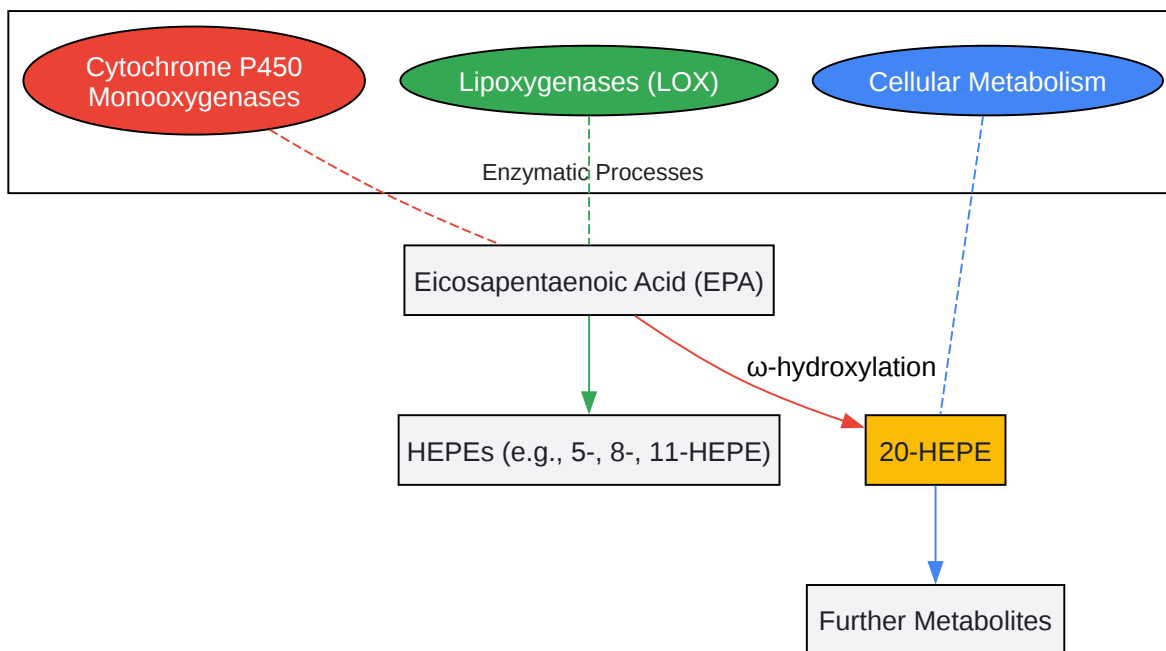 Cytochrome P450
Monooxygenases
Lipoxygenases (LOX)
Cellular Metabolism
Enzymatic Processes
Eicosapentaenoic Acid (EPA)
ω-hydroxylation
HEPEs (e.g., 5-, 8-, 11-HEPE)
20-HEPE
Further Metabolites